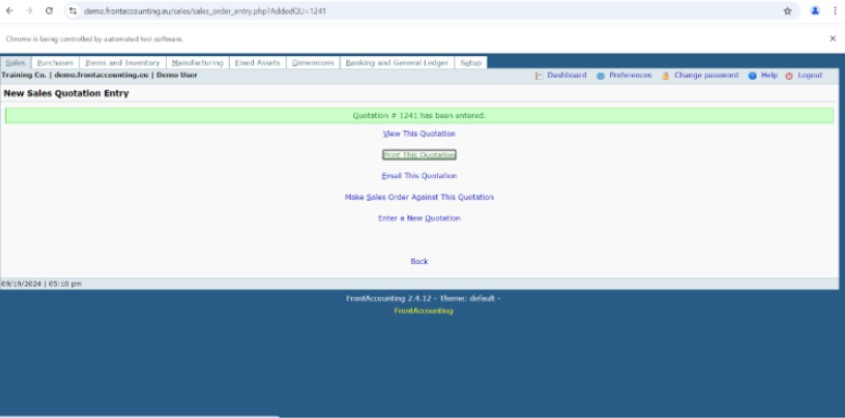 demo.frontaccounting.eu/sales/sales_order_entry.php?AddedQU=1241
Chrome is being controlled by automated test software.
Sales Purchases Items and Inventory Manufacturing Fixed Assets Dimensions Banking and General Ledger Setup
Training Co. | demo.frontaccounting.eu | Demo User Dashboard Preferences Change password Help Logout
New Sales Quotation Entry
Quotation # 1241 has been entered.
View This Quotation
Print This Quotation
Email This Quotation
Make Sales Order Against This Quotation
Enter a New Quotation
Back
09/19/2024 | 05:10 pm
FrontAccounting 2.4.12 - Theme: default -
FrontAccounting